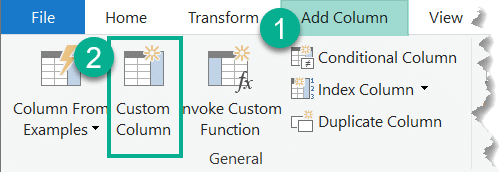 File Home Transform 1 Add Column View
2
Column From
Examples
Custom
Column
nvoke Custom
Function
Conditional Column
Index Column
Duplicate Column
General